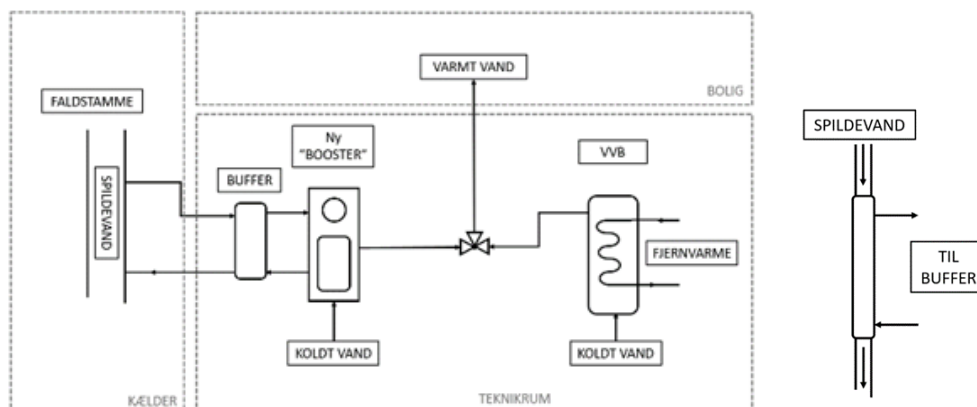 VARMT VAND
BOLIG
FALDSTAMME
Ny
"BOOSTER"
VVB
SPILDEVAND
BUFFER
SPILDEVAND
FJERNVARME
TIL
BUFFER
KOLDT VAND
KOLDT VAND
KÆLDER
TEKNIKRUM